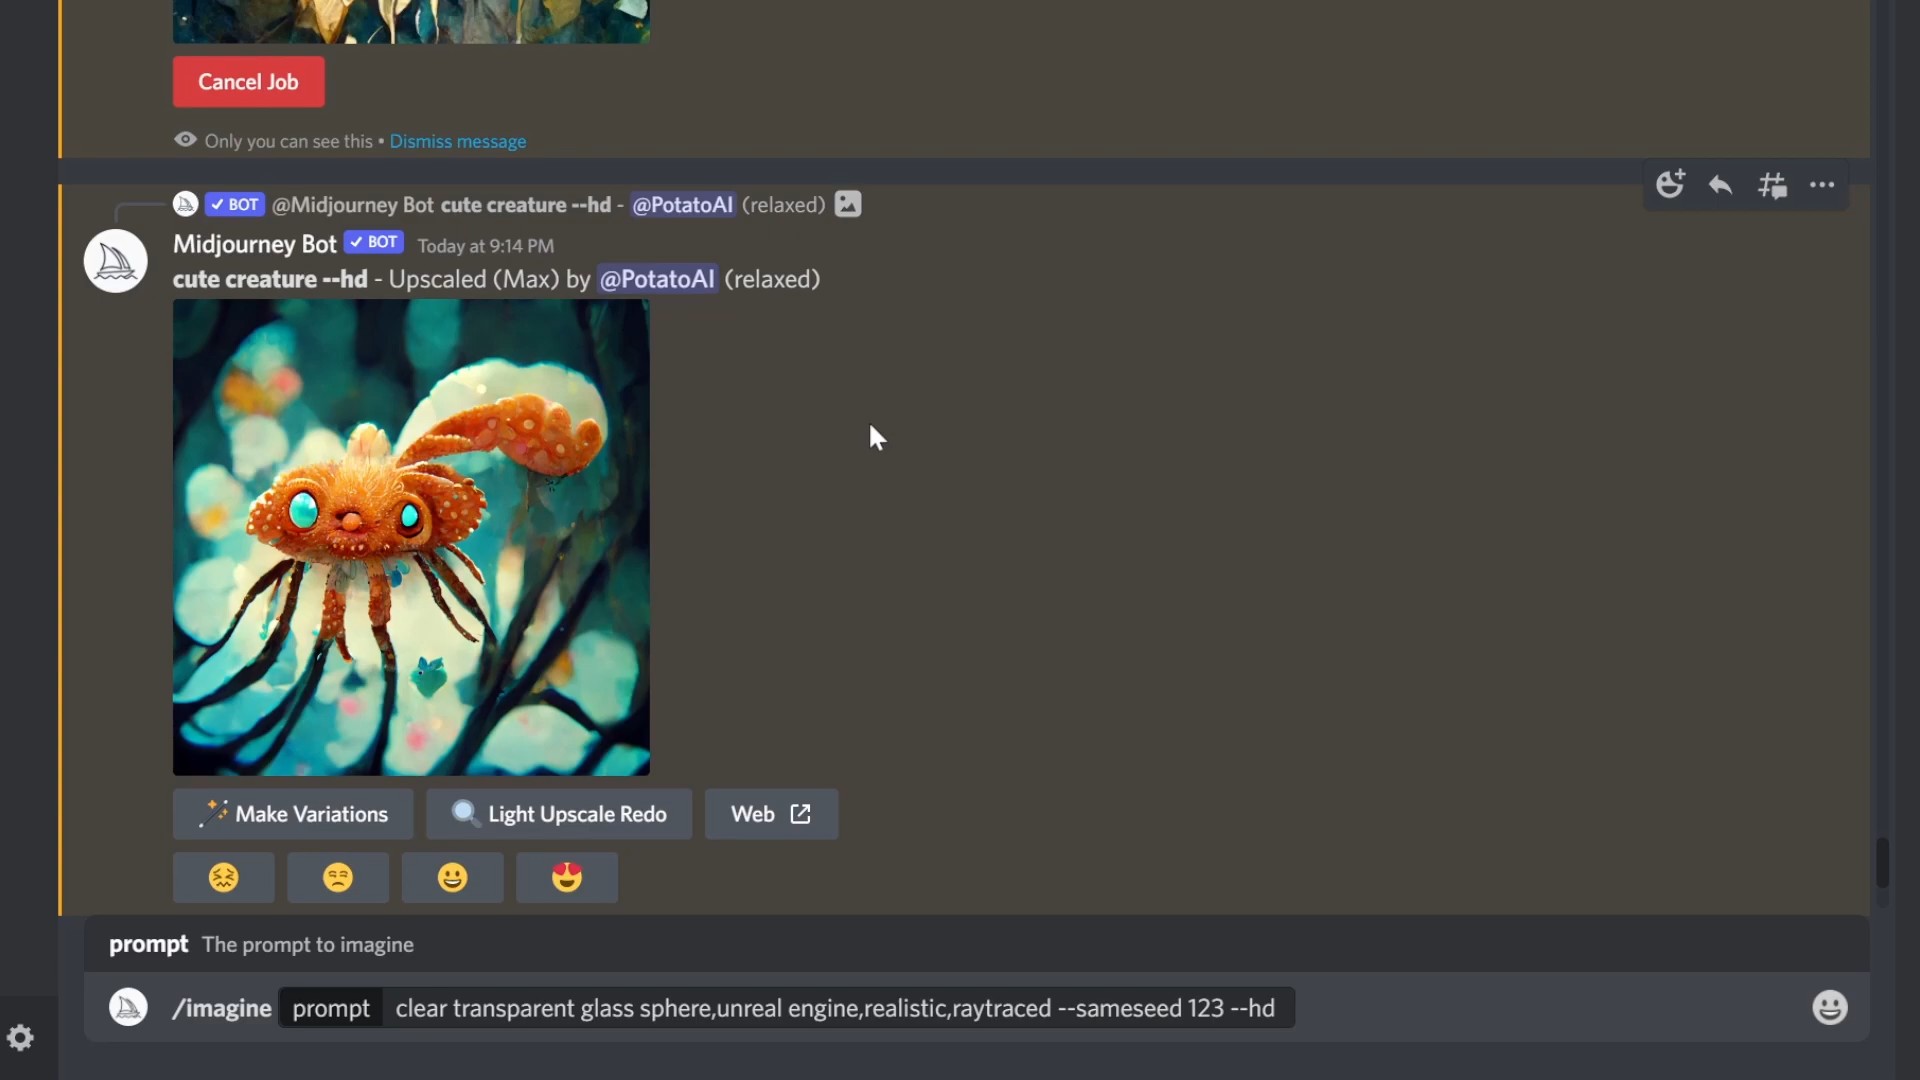 Cancel Job
Only you can see this • Dismiss message
✓ BOT @Midjourney Bot cute creature --hd - @PotatoAI (relaxed)
Midjourney Bot ✓ BOT Today at 9:14 PM
cute creature --hd - Upscaled (Max) by @PotatoAI (relaxed)
Make Variations Light Upscale Redo Web
prompt The prompt to imagine
/imagine prompt clear transparent glass sphere,unreal engine,realistic,raytraced --sameseed 123 --hd